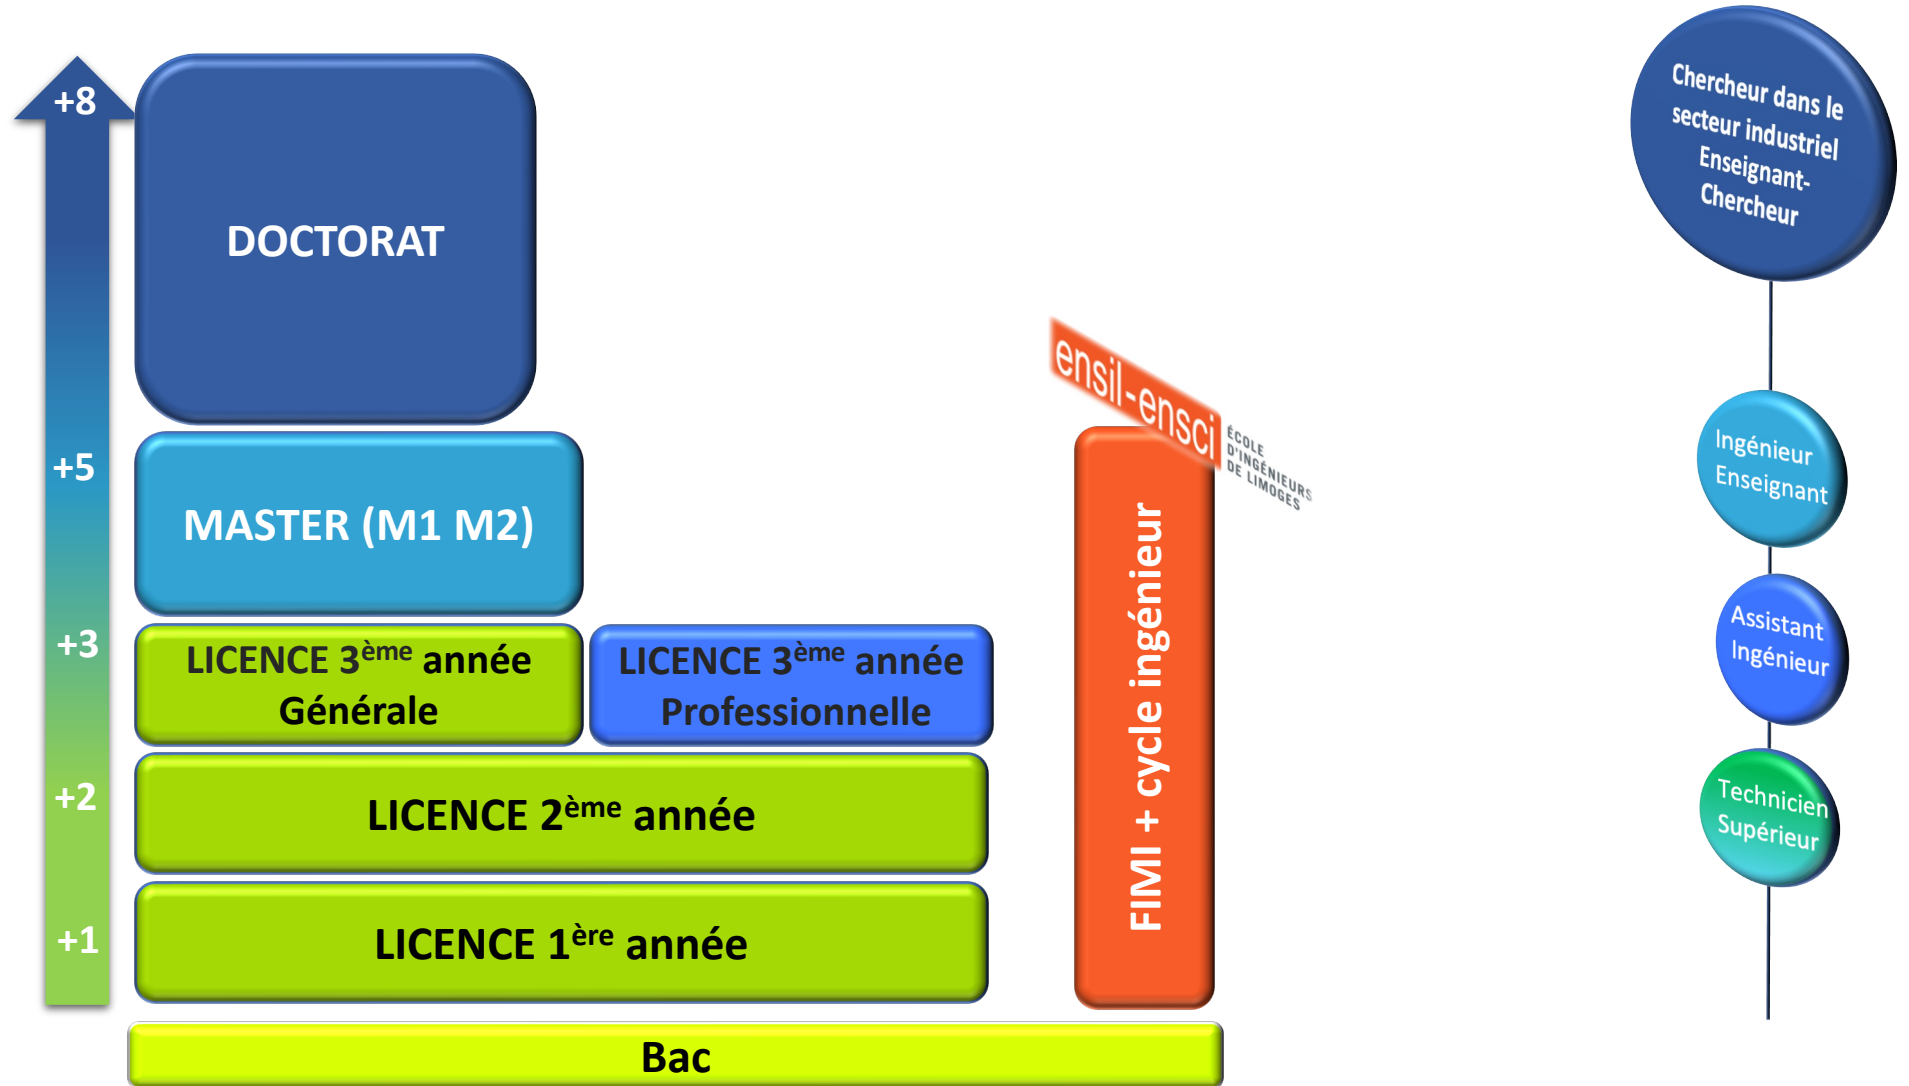 +8
DOCTORAT
+5
MASTER (M1 M2)
+3
LICENCE 3ème année
Générale
LICENCE 3ème année
Professionnelle
+2
LICENCE 2ème année
+1
LICENCE 1ère année
Bac
ensil-ensci
ÉCOLE
D'INGÉNIEURS
DE LIMOGES
FIMI + cycle ingénieur
Chercheur dans le
secteur industriel
Enseignant-
Chercheur
Ingénieur
Enseignant
Assistant
Ingénieur
Technicien
Supérieur